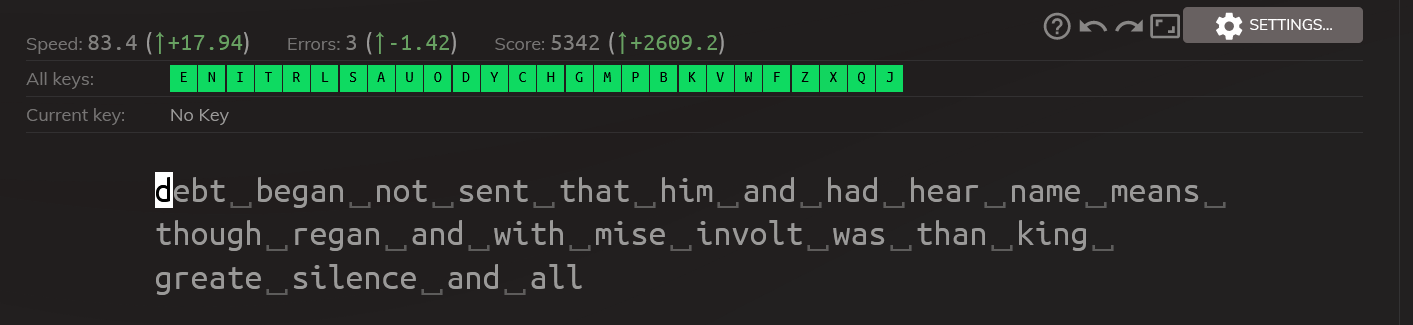 SETTINGS...
Speed: 83.4 (↑+17.94) Errors: 3 (↑-1.42) Score: 5342 (↑+2609.2)
All keys: E N I T R L S A U O D Y C H G M P B K V W F Z X Q J
Current key: No Key
debt␣began␣not␣sent␣that␣him␣and␣had␣hear␣name␣means␣
though␣regan␣and␣with␣mise␣involt␣was␣than␣king␣
greate␣silence␣and␣all